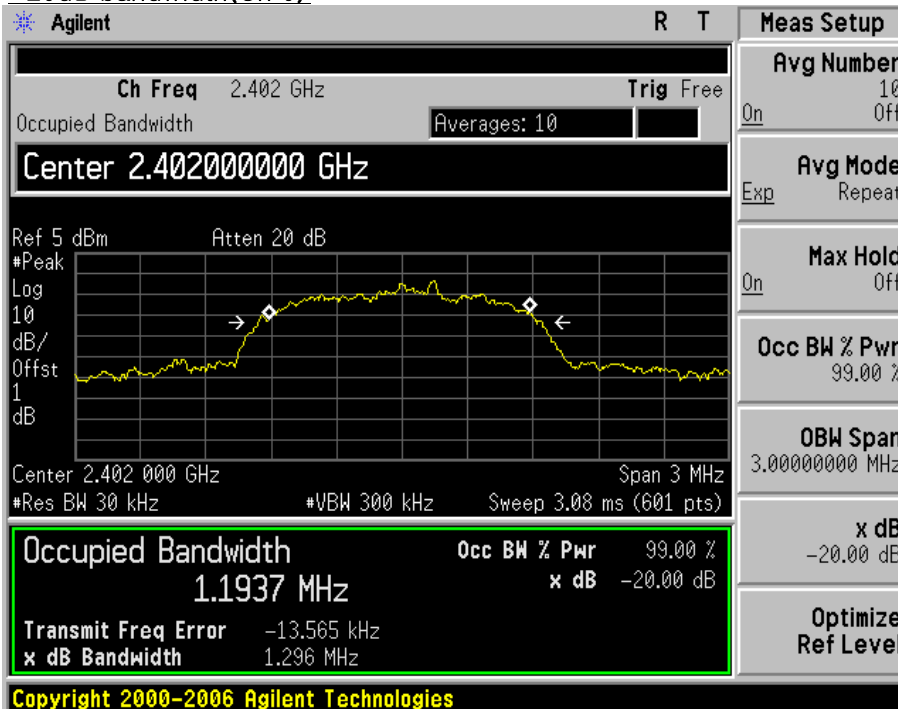 -20dB bandwidth(Ch 0)
Agilent R T Meas Setup
Ch Freq 2.402 GHz Trig Free
Occupied Bandwidth Averages: 10
Center 2.402000000 GHz
Ref 5 dBm Atten 20 dB
#Peak
Log
10
dB/
Offst
1
dB
Center 2.402 000 GHz Span 3 MHz
#Res BW 30 kHz #VBW 300 kHz Sweep 3.08 ms (601 pts)
Occupied Bandwidth Occ BW % Pwr 99.00 %
1.1937 MHz x dB -20.00 dB
Transmit Freq Error -13.565 kHz
x dB Bandwidth 1.296 MHz
Copyright 2000-2006 Agilent Technologies
Avg Number
10
On Off
Avg Mode
Exp Repeat
Max Hold
On Off
Occ BW % Pwr
99.00 %
OBW Span
3.00000000 MHz
x dB
-20.00 dB
Optimize
Ref Level